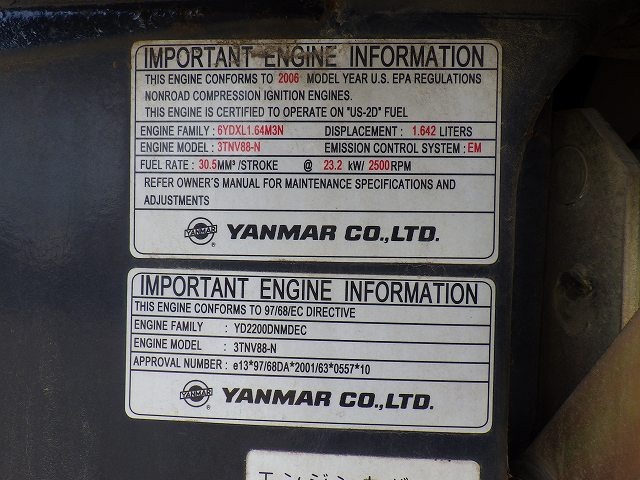 IMPORTANT ENGINE INFORMATION
THIS ENGINE CONFORMS TO 2006 MODEL YEAR U.S. EPA REGULATIONS
NONROAD COMPRESSION IGNITION ENGINES.
THIS ENGINE IS CERTIFIED TO OPERATE ON "US-2D" FUEL
ENGINE FAMILY : 6YDXL1.64M3N DISPLACEMENT : 1.642 LITERS
ENGINE MODEL : 3TNV88-N EMISSION CONTROL SYSTEM : EM
FUEL RATE : 30.5MM³ /STROKE @ 23.2 kW/ 2500RPM
REFER OWNER'S MANUAL FOR MAINTENANCE SPECIFICATIONS AND
ADJUSTMENTS
YANMAR ® YANMAR CO.,LTD.
IMPORTANT ENGINE INFORMATION
THIS ENGINE CONFORMS TO 97/68/EC DIRECTIVE
ENGINE FAMILY : YD2200DNMDEC
ENGINE MODEL : 3TNV88-N
APPROVAL NUMBER : e13*97/68DA*2001/63*0557*10
YANMAR ® YANMAR CO.,LTD.